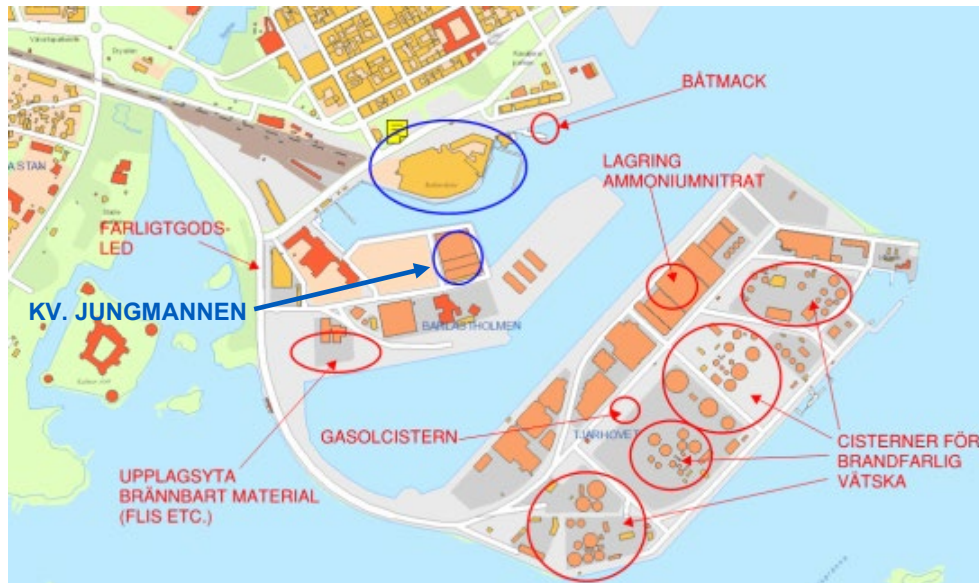 BÅTMACK
LAGRING
AMMONIUMNITRAT
A STAN
FARLIGTGODS-
LED
KV. JUNGMANNEN
BARLASTHOLMEN
GASOLCISTERN
TJÄRHOVET
CISTERNER FÖR
BRANDFARLIG
VÄTSKA
UPPLAGSYTA
BRÄNNBART MATERIAL
(FLIS ETC.)